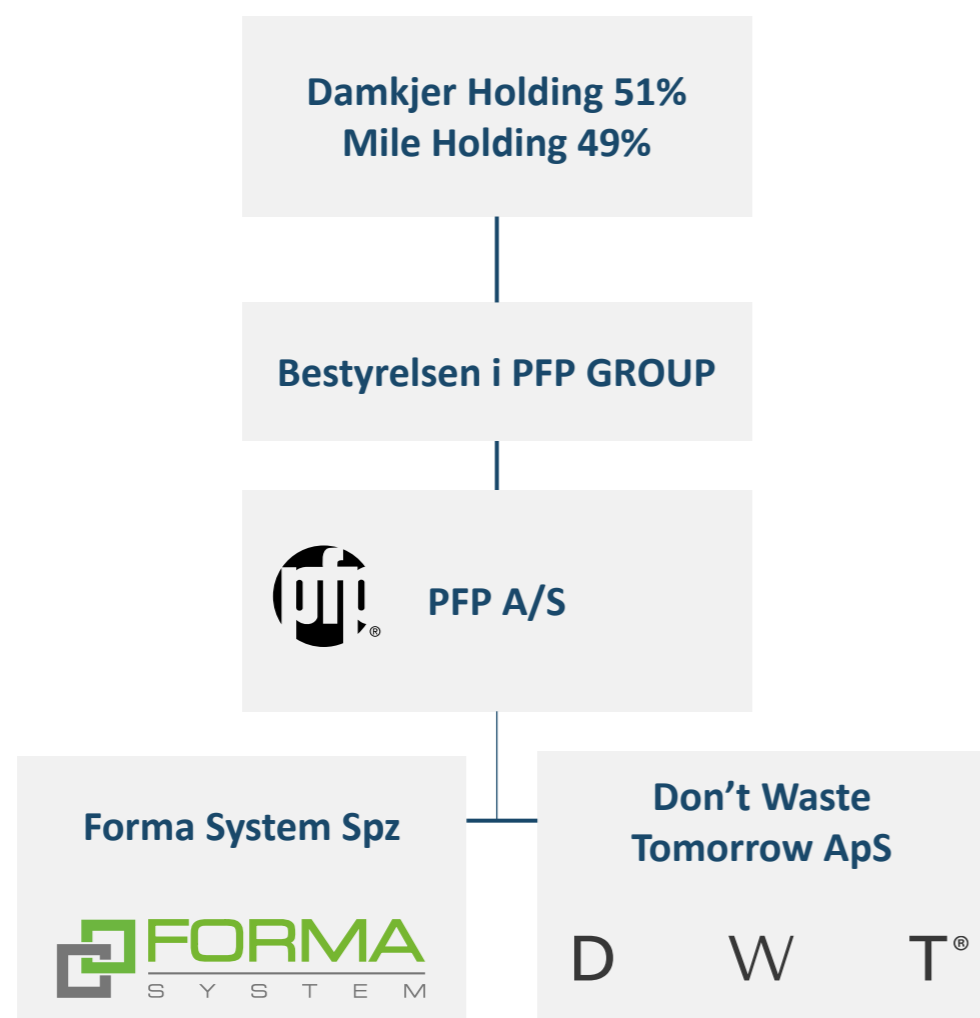 Damkjer Holding 51%
Mile Holding 49%
Bestyrelsen i PFP GROUP
pfp®
PFP A/S
Forma System Spz
FORMA
SYSTEM
Don’t Waste
Tomorrow ApS
D W T®